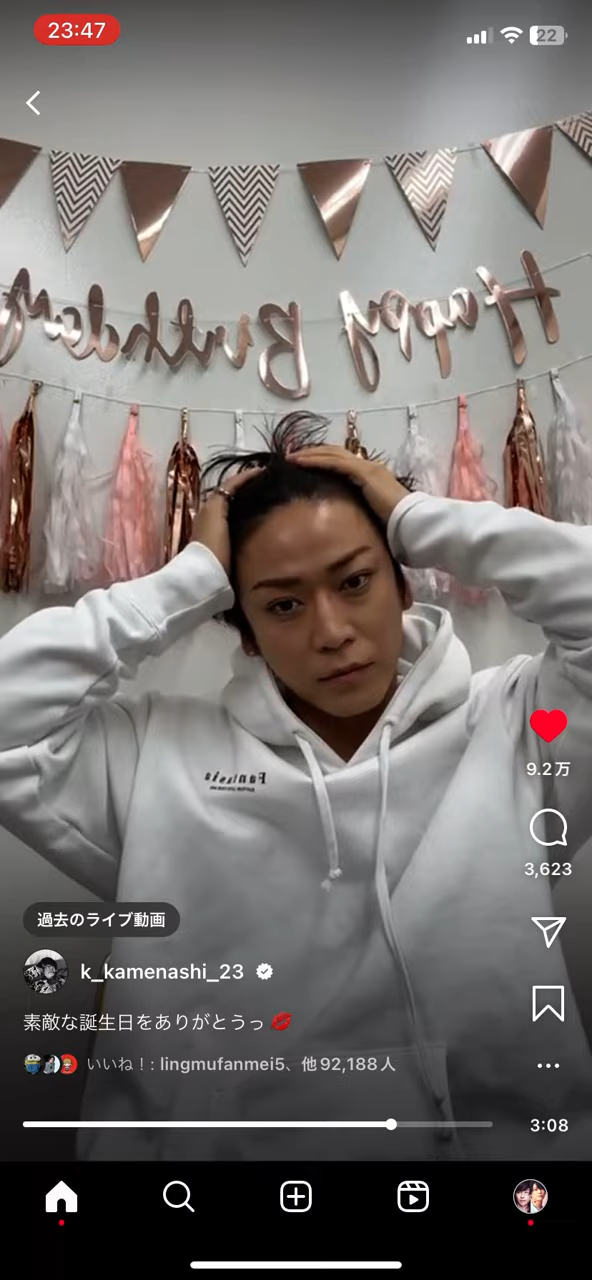 23:47
22
Happy Birthday
Fantasia
9.2万
3,623
過去のライブ動画
k_kamenashi_23
素敵な誕生日をありがとうっ💋
いいね！: lingmufanmei5、他92,188人
3:08